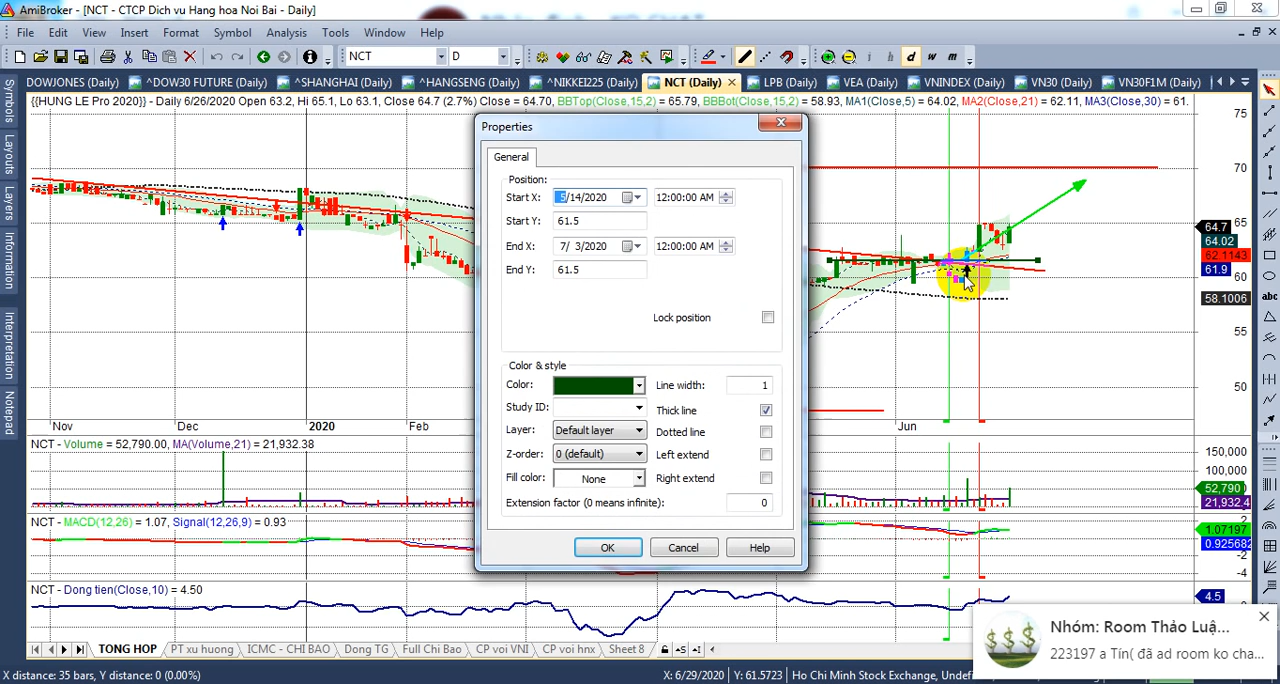 AmiBroker - [NCT - CTCP Dich vu Hang hoa Noi Bai - Daily]
File Edit View Insert Format Symbol Analysis Tools Window Help
NCT D i h d w m
DOWJONES (Daily) ^DOW30 FUTURE (Daily) ^SHANGHAI (Daily) ^HANGSENG (Daily) ^NIKKEI225 (Daily) NCT (Daily) LPB (Daily) VEA (Daily) VNINDEX (Daily) VN30 (Daily) VN30F1M (Daily)
{{HUNG LE Pro 2020}} - Daily 6/26/2020 Open 63.2, Hi 65.1, Lo 63.1, Close 64.7 (2.7%) Close = 64.70, BBTop(Close,15,2) = 65.79, BBBot(Close,15,2) = 58.93, MA1(Close,5) = 64.02, MA2(Close,21) = 62.11, MA3(Close,30) = 61.
Symbols
Layouts
Layers
Information
Interpretation
Notepad
Properties
General
Position:
Start X: 5/14/2020 12:00:00 AM
Start Y: 61.5
End X: 7/ 3/2020 12:00:00 AM
End Y: 61.5
Lock position
Color & style
Color: Line width: 1
Study ID: Thick line
Layer: Default layer Dotted line
Z-order: 0 (default) Left extend
Fill color: None Right extend
Extension factor (0 means infinite): 0
OK Cancel Help
75
70
65
64.7
64.02
62.1143
61.9
60
58.1006
55
50
abc
Nov Dec 2020 Feb Jun
NCT - Volume = 52,790.00, MA(Volume,21) = 21,932.38
150,000
100,000
52,790
21,932.4
NCT - MACD(12,26) = 1.07, Signal(12,26,9) = 0.93
2
1.07197
0.925682
-2
-4
NCT - Dong tien(Close,10) = 4.50
4.5
0
TONG HOP PT xu huong ICMC - CHI BAO Dong TG Full Chi Bao CP voi VNI CP voi hnx Sheet 8
Nhóm: Room Thảo Luậ...
223197 a Tín( đã ad room ko cha...
X distance: 35 bars, Y distance: 0 (0.00%) X: 6/29/2020 Y: 61.5723 Ho Chi Minh Stock Exchange, Undef